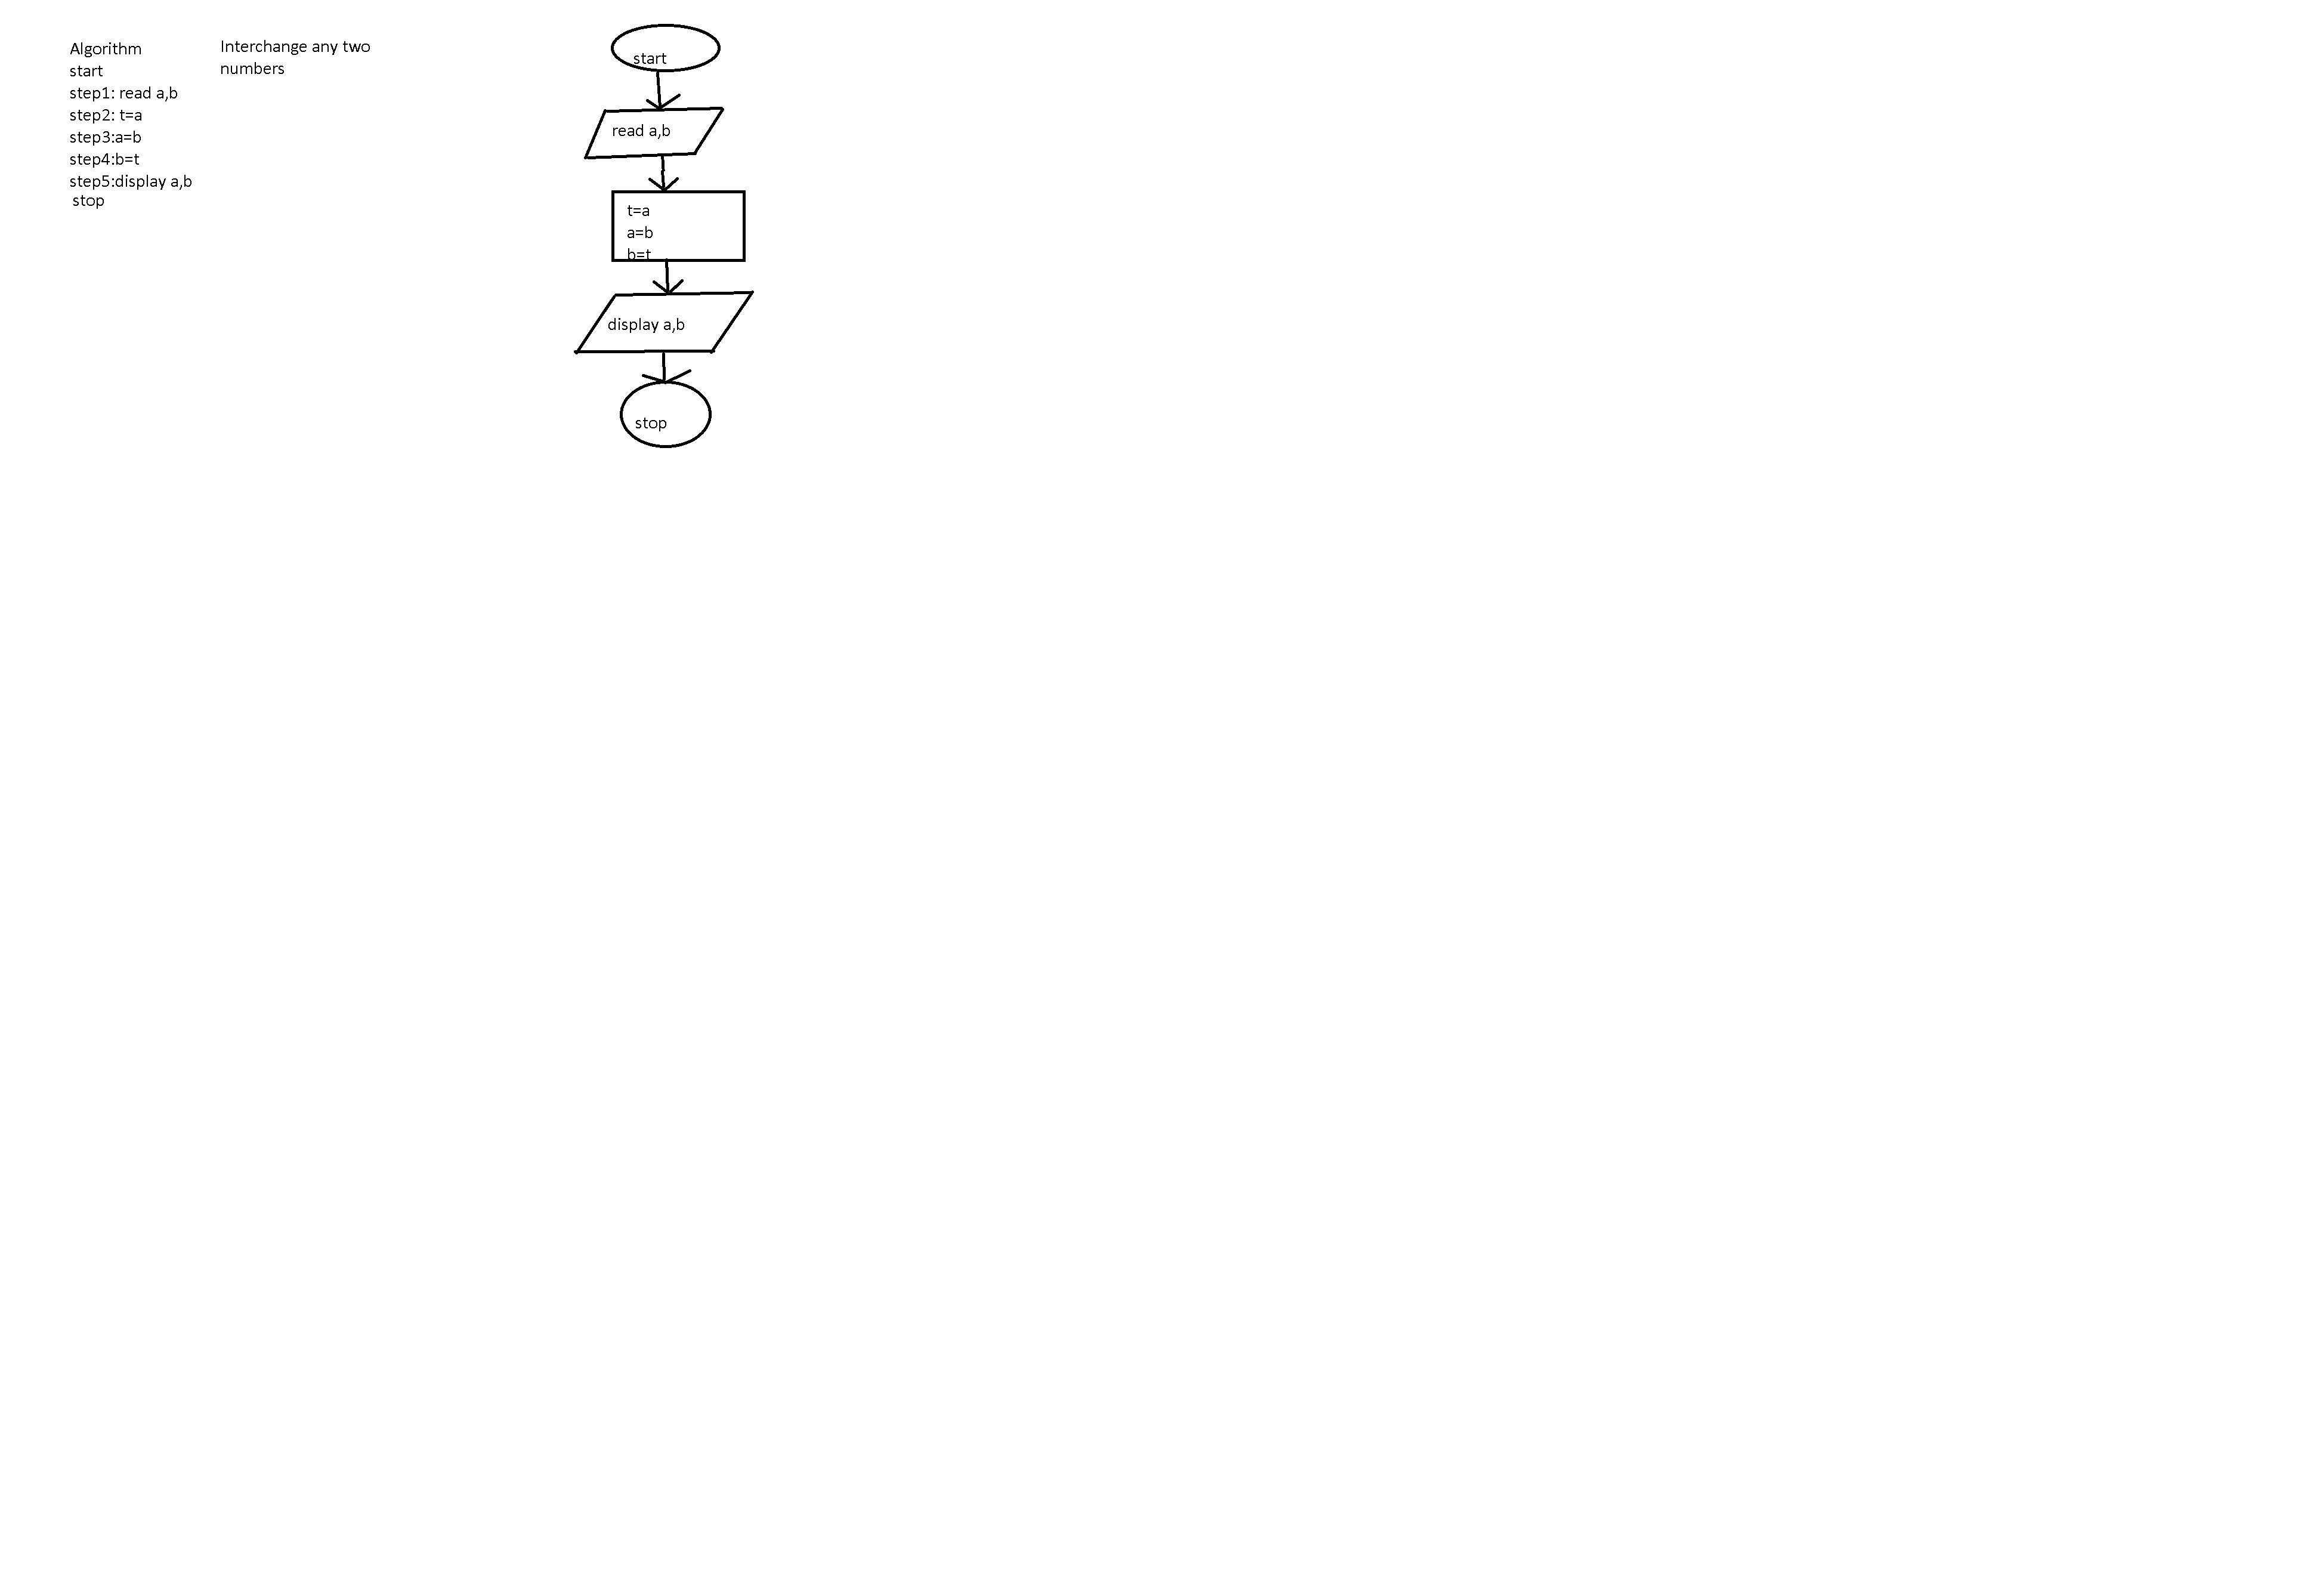 Algorithm
start
step1: read a,b
step2: t=a
step3:a=b
step4:b=t
step5:display a,b
stop
Interchange any two
numbers
start
read a,b
t=a
a=b
b=t
display a,b
stop